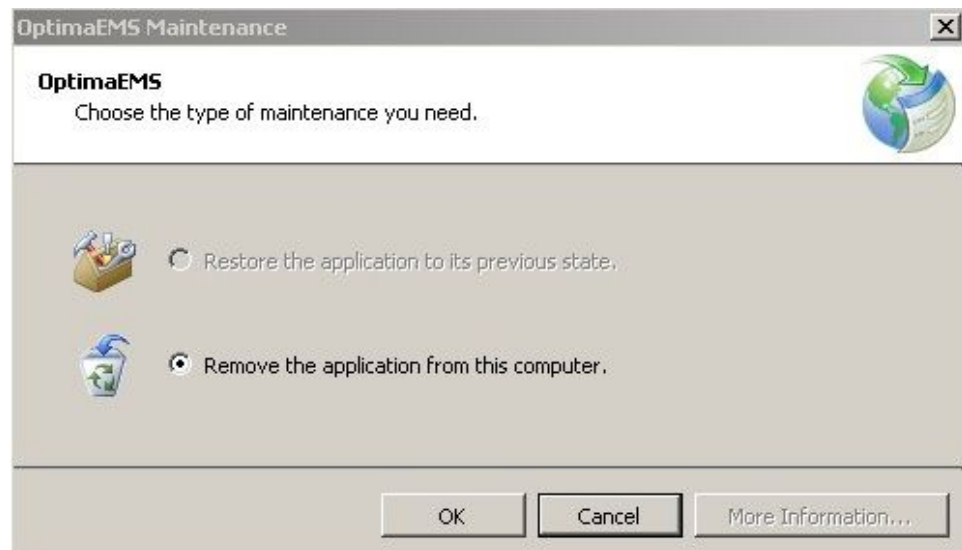 OptimaEMS Maintenance
OptimaEMS
Choose the type of maintenance you need.
Restore the application to its previous state.
Remove the application from this computer.
OK Cancel More Information...